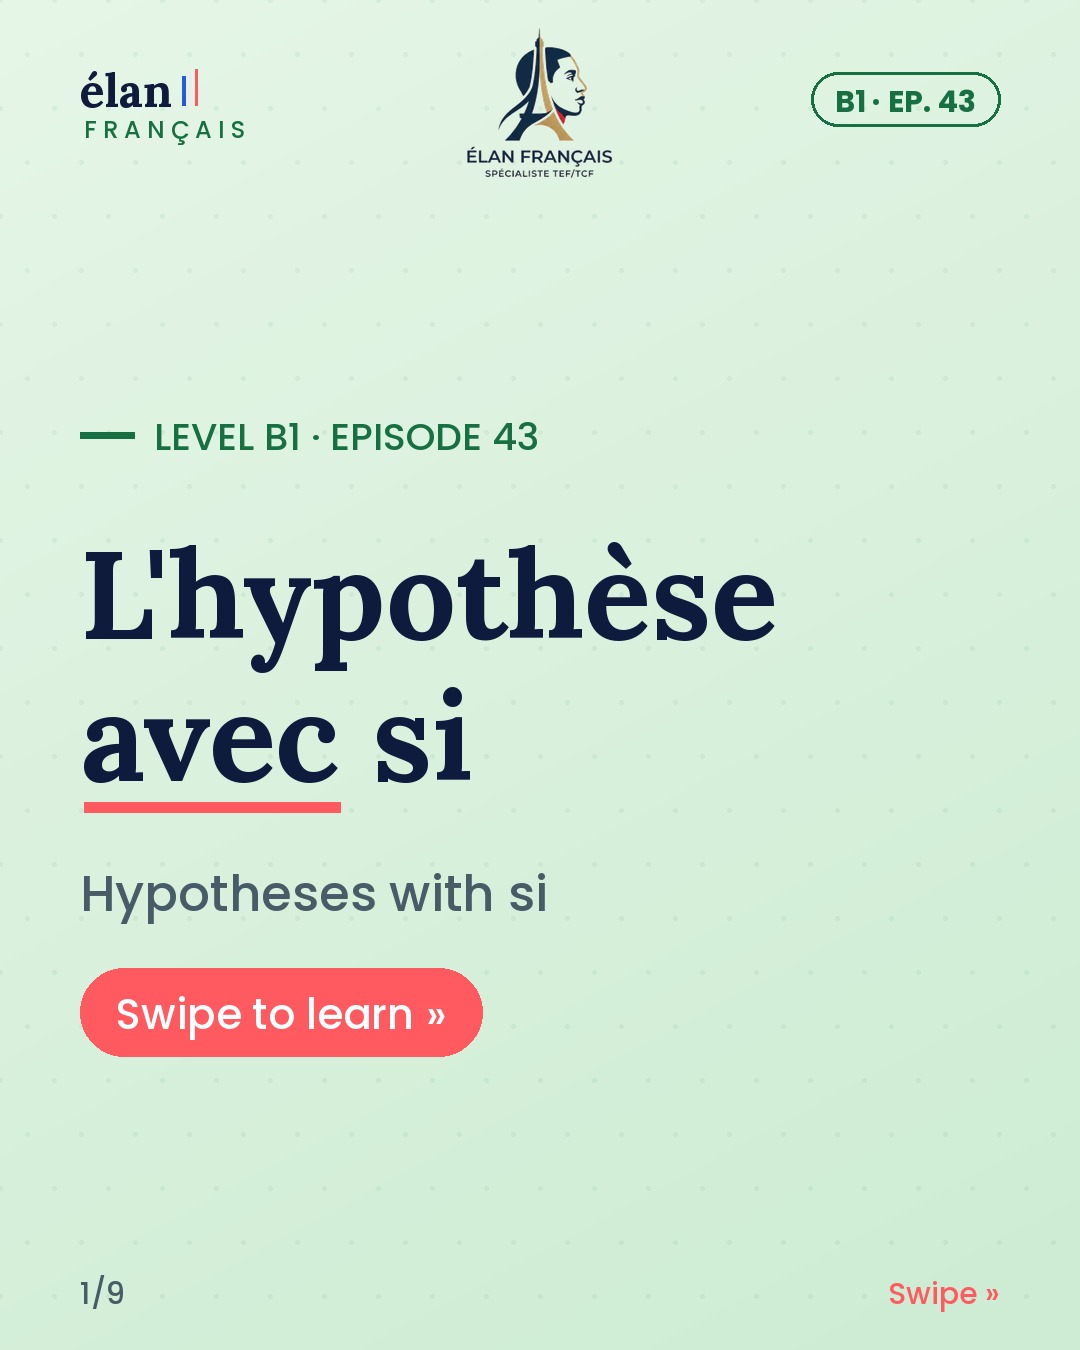 élan
FRANÇAIS
ÉLAN FRANÇAIS
SPÉCIALISTE TEF/TCF
B1 · EP. 43
LEVEL B1 · EPISODE 43
L'hypothèse
avec si
Hypotheses with si
Swipe to learn »
1/9
Swipe »